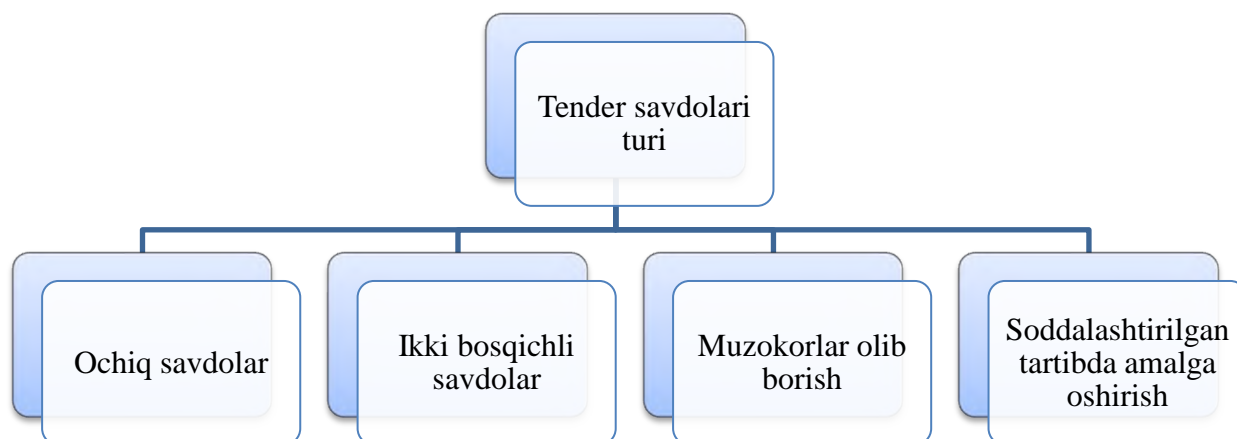 Tender savdolari
turi
Ochiq savdolar
Ikki bosqichli
savdolar
Muzokorlar olib
borish
Soddalashtirilgan
tartibda amalga
oshirish